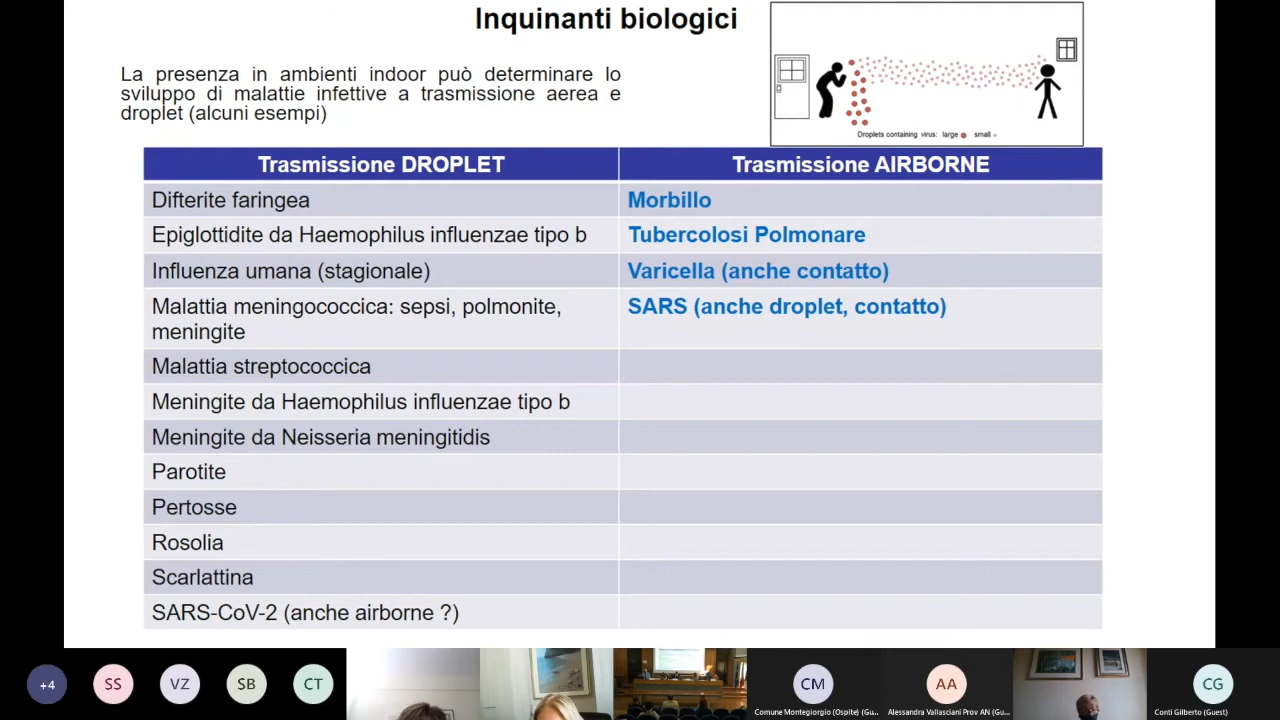 Inquinanti biologici
La presenza in ambienti indoor può determinare lo
sviluppo di malattie infettive a trasmissione aerea e
droplet (alcuni esempi)
Droplets containing virus: large small
Trasmissione DROPLET
Trasmissione AIRBORNE
Difterite faringea
Morbillo
Epiglottidite da Haemophilus influenzae tipo b
Tubercolosi Polmonare
Influenza umana (stagionale)
Varicella (anche contatto)
Malattia meningococcica: sepsi, polmonite,
meningite
SARS (anche droplet, contatto)
Malattia streptococcica
Meningite da Haemophilus influenzae tipo b
Meningite da Neisseria meningitidis
Parotite
Pertosse
Rosolia
Scarlattina
SARS-CoV-2 (anche airborne ?)
+4
SS
VZ
SB
CT
CM
Comune Montegiorgio (Ospite) (Gu...
AA
Alessandra Vallasciani Prov AN (Gu...
CG
Conti Gilberto (Guest)